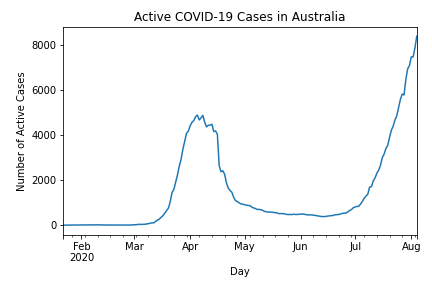 Active COVID-19 Cases in Australia
Number of Active Cases
8000
6000
4000
2000
0
Feb Mar Apr May Jun Jul Aug
2020
Day